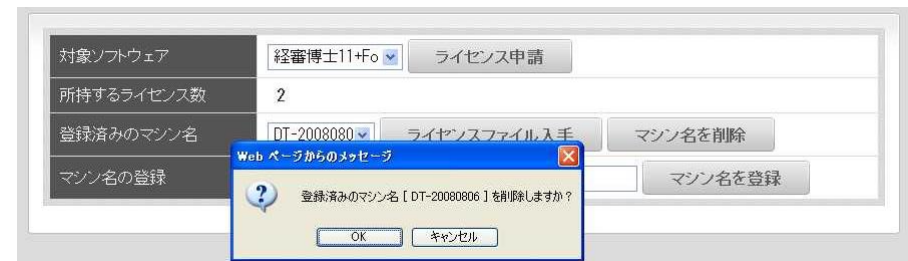 対象ソフトウェア 経審博士11+Fo ライセンス申請
所持するライセンス数 2
登録済みのマシン名 DT-2008080 ライセンスファイル入手 マシン名を削除
Web ページからのメッセージ
マシン名の登録 マシン名を登録
登録済みのマシン名 [ DT-20080806 ] を削除しますか？
OK キャンセル